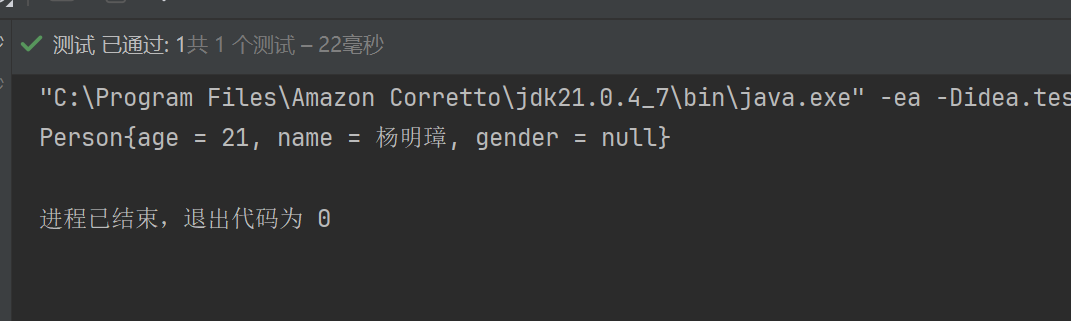 测试 已通过: 1共 1 个测试 – 22毫秒
"C:\Program Files\Amazon Corretto\jdk21.0.4_7\bin\java.exe" -ea -Didea.tes
Person{age = 21, name = 杨明璋, gender = null}
进程已结束，退出代码为 0